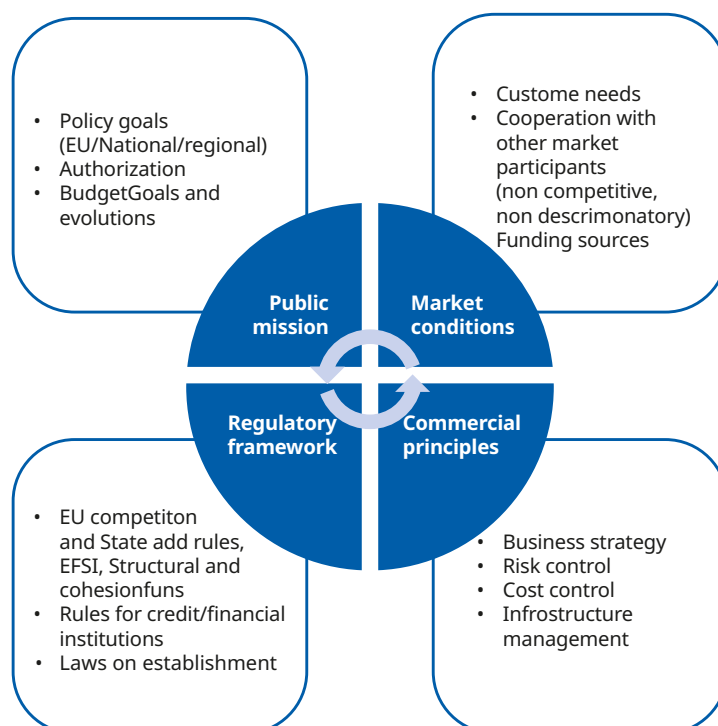 • Policy goals
(EU/National/regional)
• Authorization
• BudgetGoals and
evolutions
• Custome needs
• Cooperation with
other market
participants
(non competitive,
non descrimonatory)
Funding sources
Public
mission
Market
conditions
Regulatory
framework
Commercial
principles
• EU competiton
and State add rules,
EFSI, Structural and
cohesionfuns
• Rules for credit/financial
institutions
• Laws on establishment
• Business strategy
• Risk control
• Cost control
• Infrostructure
management